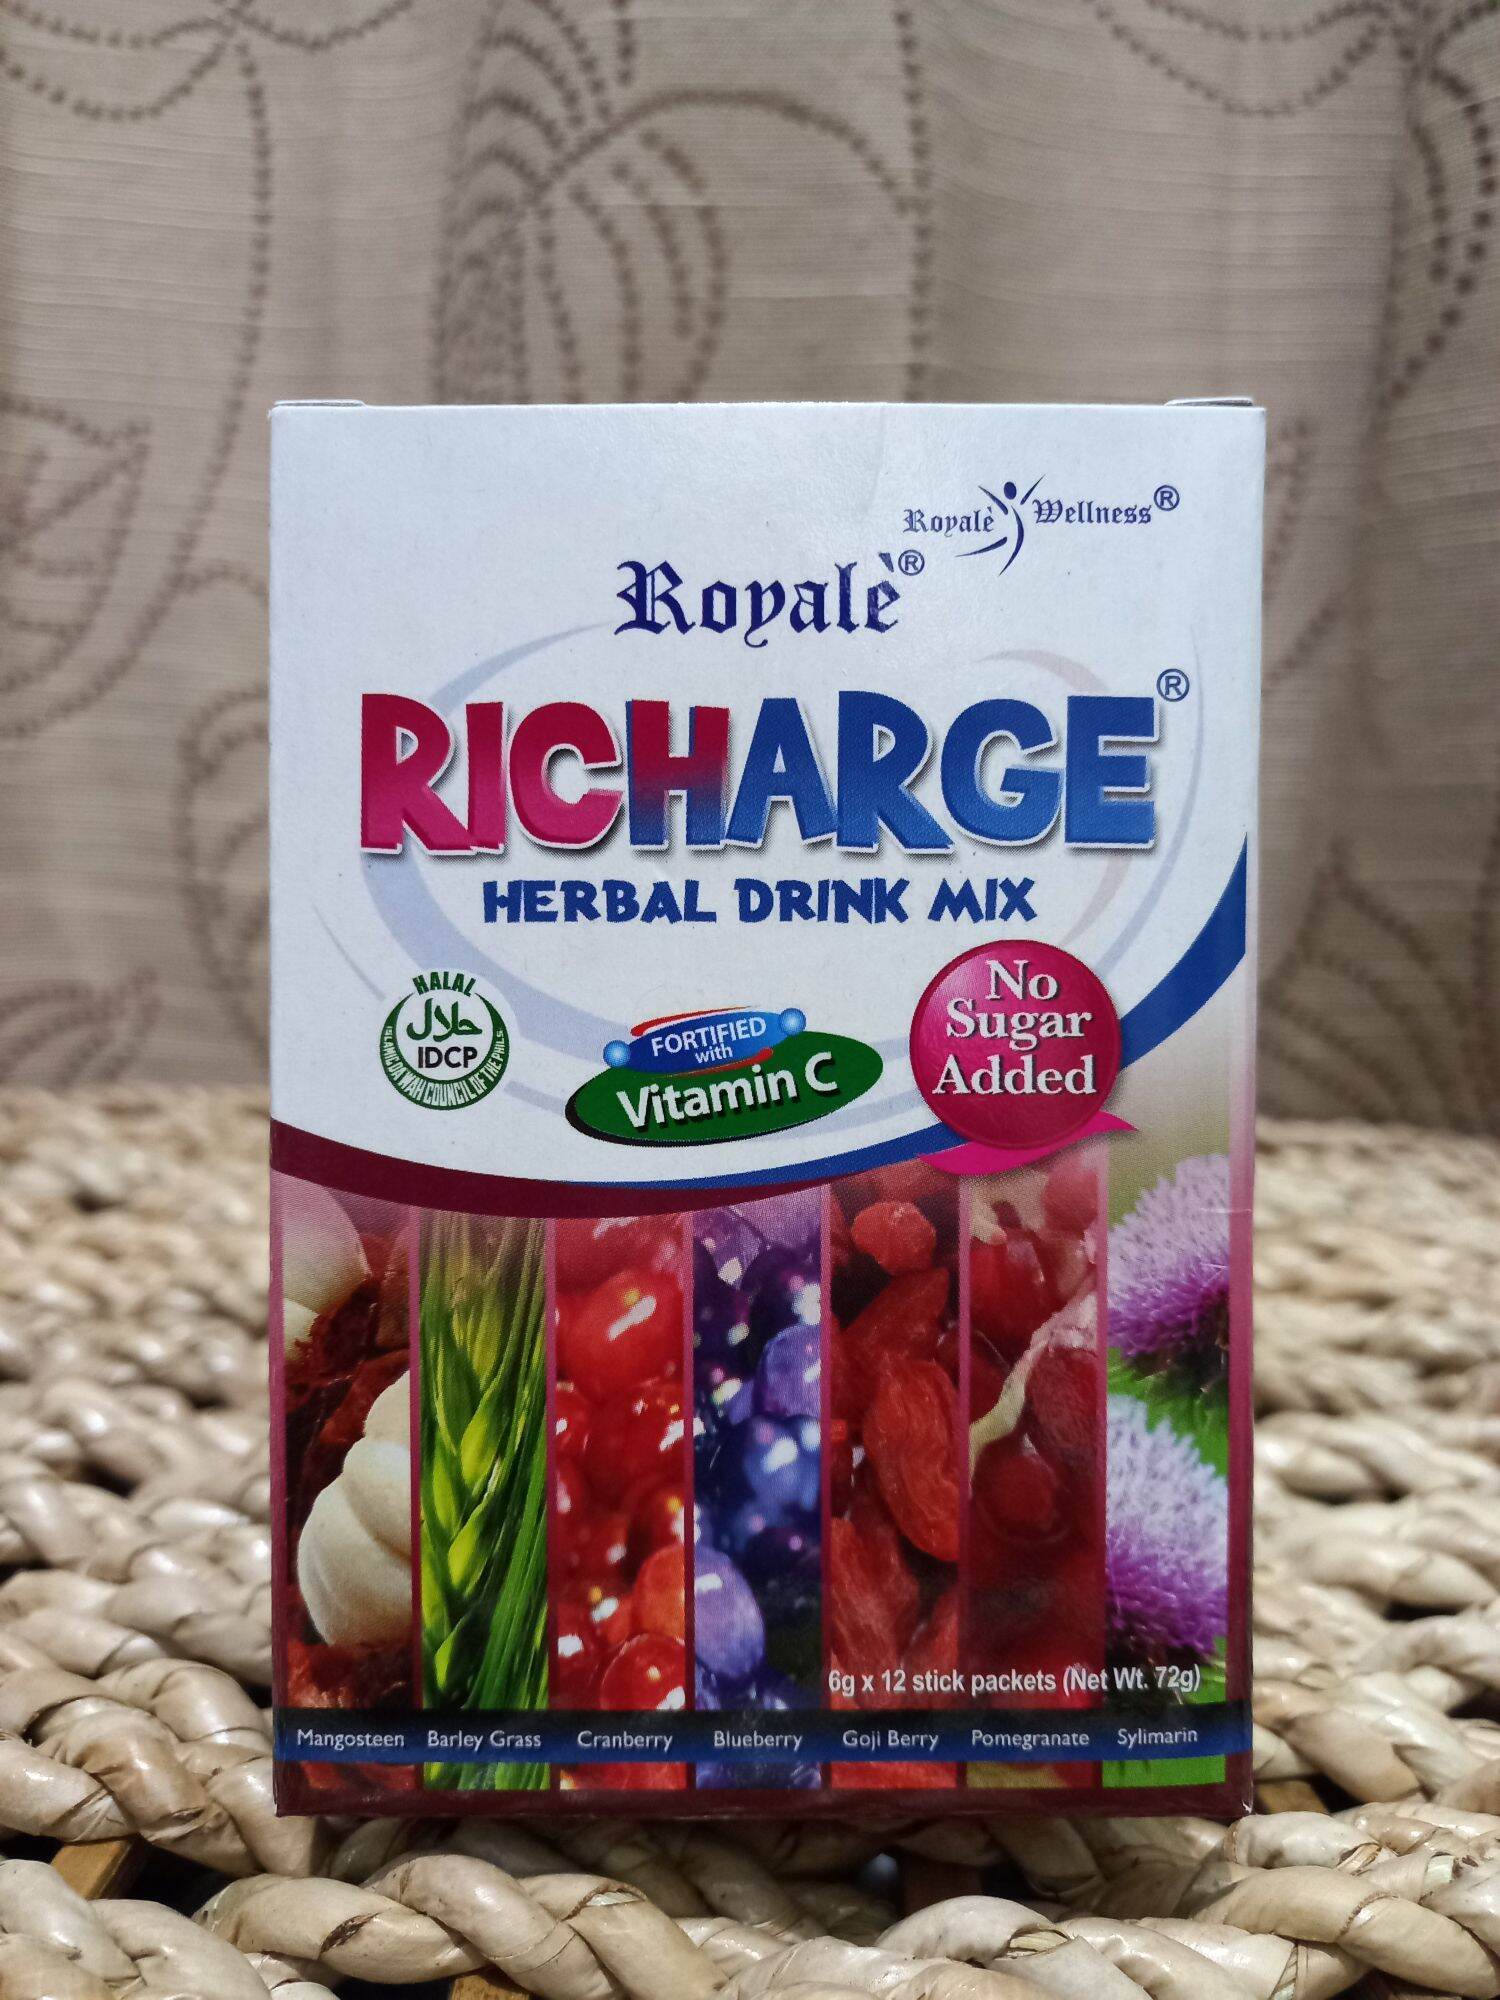 Royalè Wellness®
Royalè®
RICHARGE®
HERBAL DRINK MIX
HALAL
حلال
IDCP
ISLAMIC DA'WAH COUNCIL OF THE PHILS.
FORTIFIED
with
Vitamin C
No
Sugar
Added
6g x 12 stick packets (Net Wt. 72g)
Mangosteen Barley Grass Cranberry Blueberry Goji Berry Pomegranate Sylimarin